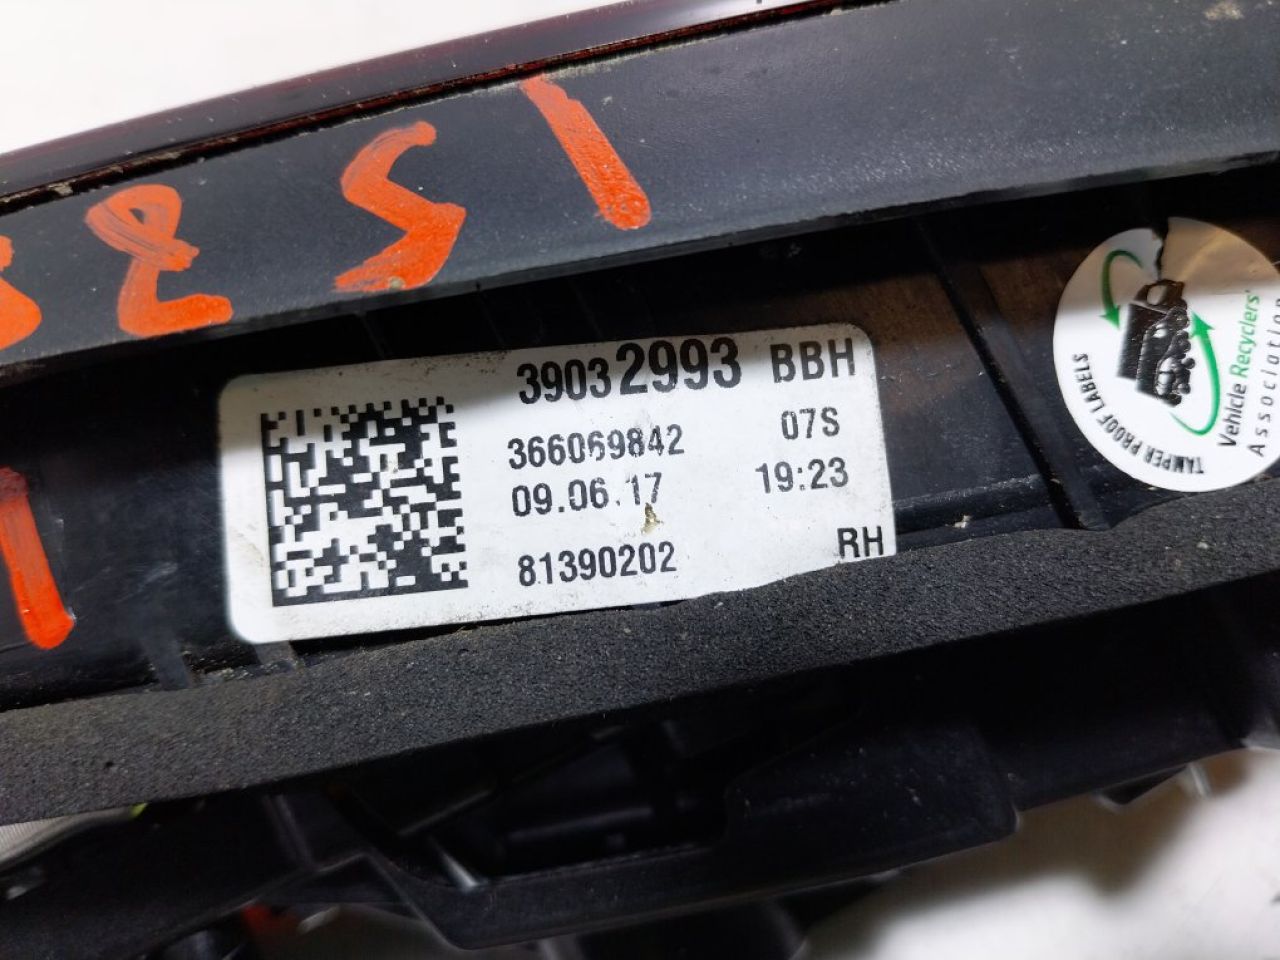 39032993 BBH
366069842 07S
09.06.17 19:23
81390202 RH
TAMPER PROOF LABELS
Vehicle Recyclers'
Association